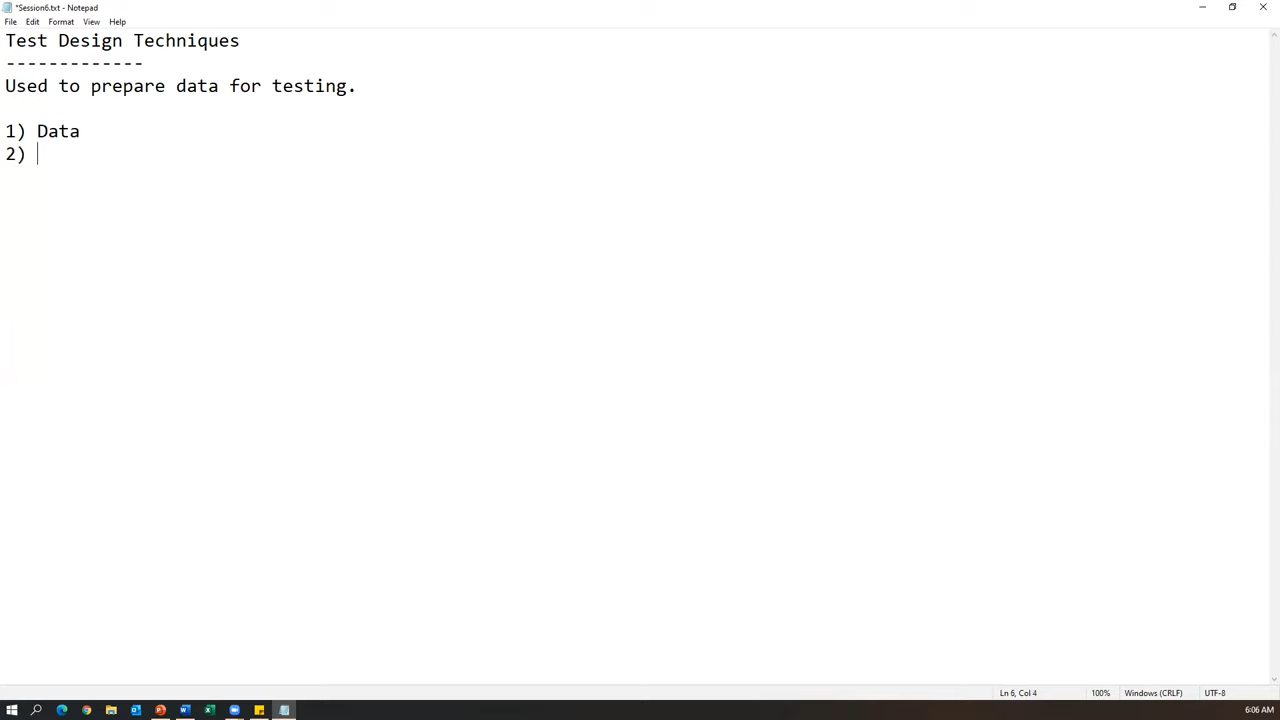 *Session6.txt - Notepad
File Edit Format View Help
Test Design Techniques
-------------
Used to prepare data for testing.
1) Data
2)
Ln 6, Col 4 100% Windows (CRLF) UTF-8
6:06 AM